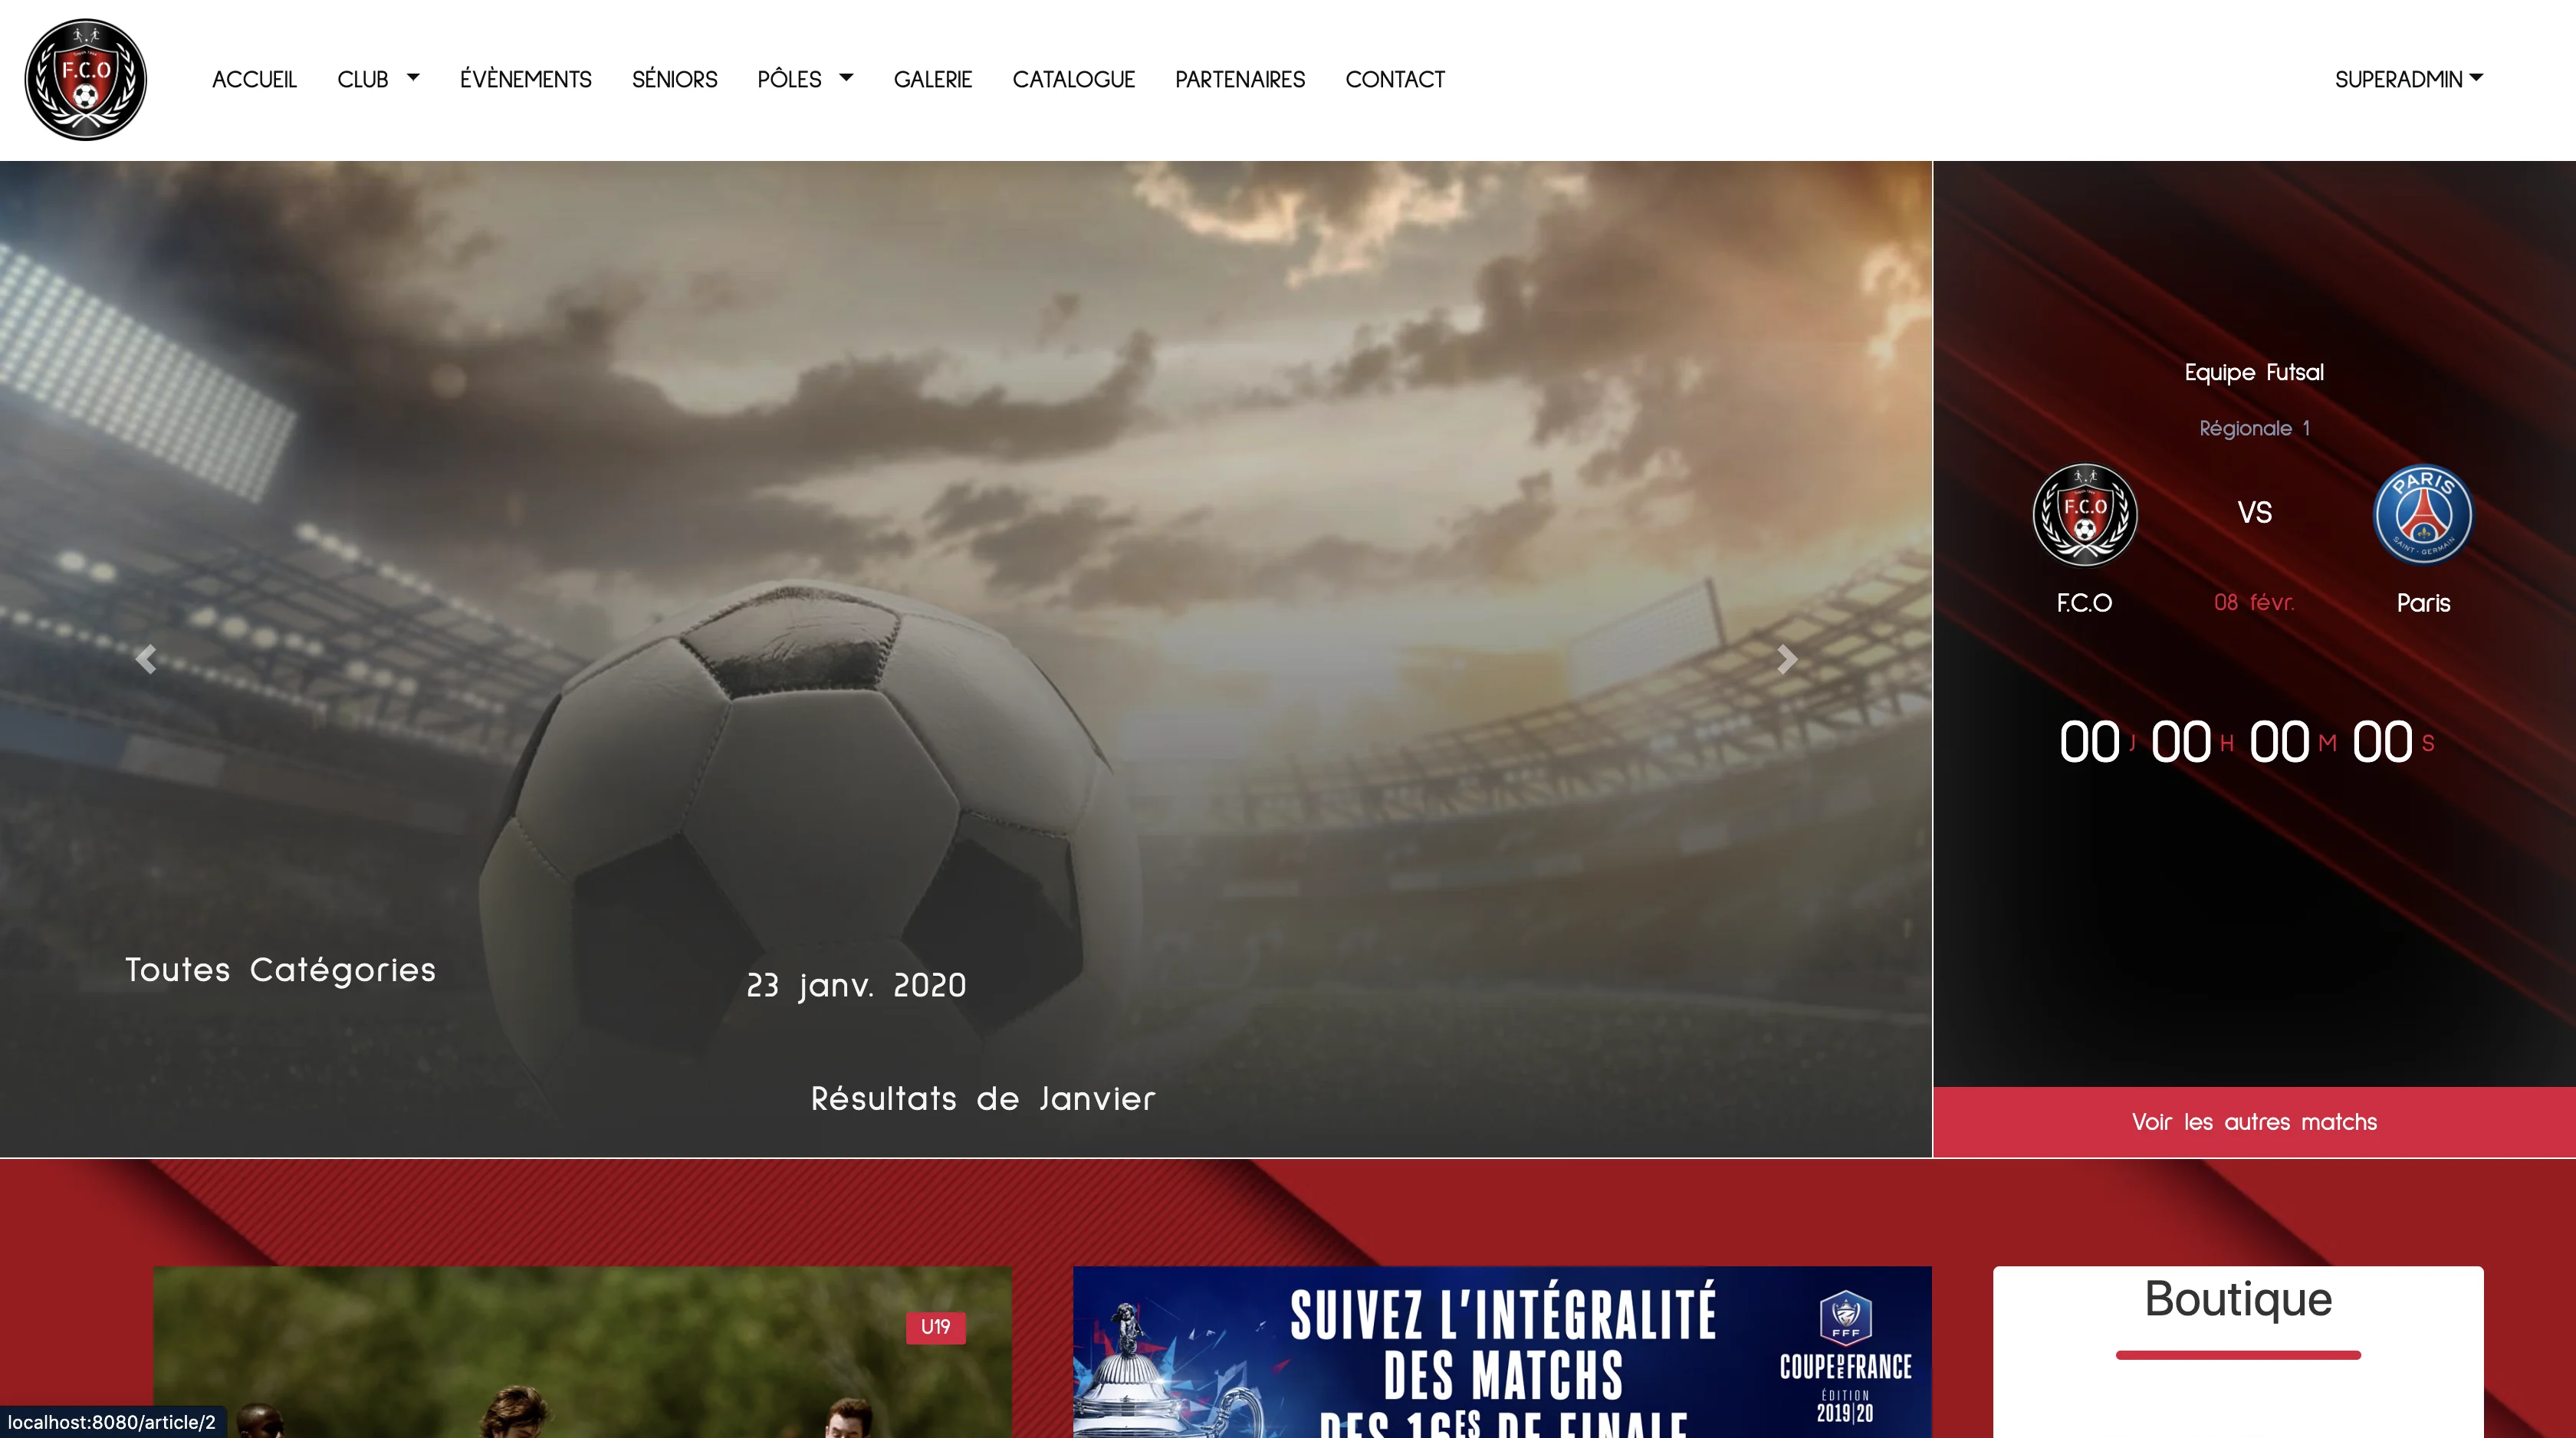 F.C.O
ACCUEIL
CLUB
ÉVÈNEMENTS
SÉNIORS
PÔLES
GALERIE
CATALOGUE
PARTENAIRES
CONTACT
SUPERADMIN
Equipe Futsal
Régionale 1
F.C.O
VS
PARIS
SAINT-GERMAIN
F.C.O
08 févr.
Paris
00 J 00 H 00 M 00 S
Toutes Catégories
23 janv. 2020
Résultats de Janvier
Voir les autres matchs
U19
SUIVEZ L'INTÉGRALITÉ
DES MATCHS
DES 16ES DE FINALE
FFF
COUPE DE FRANCE
ÉDITION
2019|20
Boutique
localhost:8080/article/2